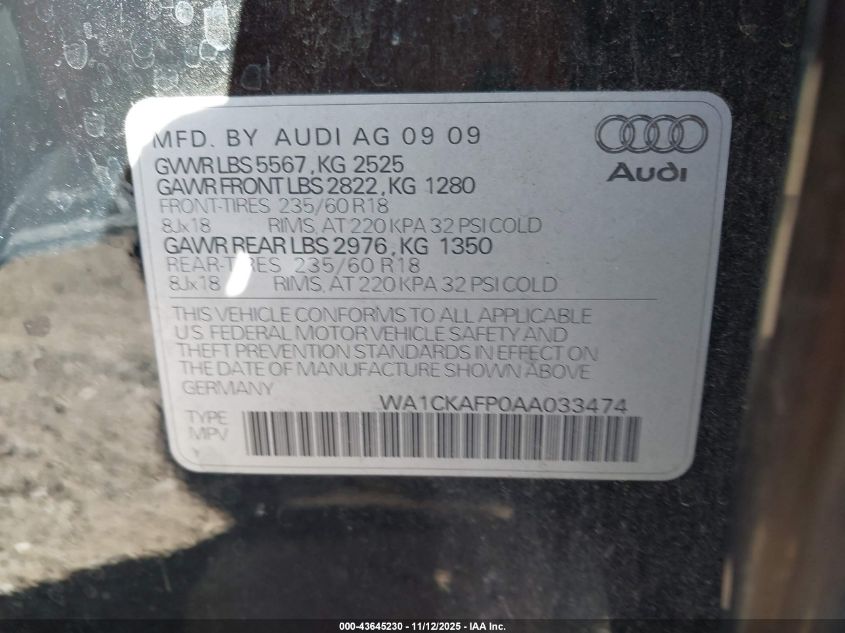 MFD. BY AUDI AG 09 09
Audi
GVWR LBS 5567, KG 2525
GAWR FRONT LBS 2822, KG 1280
FRONT-TIRES 235/60 R18
8Jx18 RIMS, AT 220 KPA 32 PSI COLD
GAWR REAR LBS 2976, KG 1350
REAR-TIRES 235/60 R18
8Jx18 RIMS, AT 220 KPA 32 PSI COLD
THIS VEHICLE CONFORMS TO ALL APPLICABLE
U.S. FEDERAL MOTOR VEHICLE SAFETY AND
THEFT PREVENTION STANDARDS IN EFFECT ON
THE DATE OF MANUFACTURE SHOWN ABOVE
GERMANY
WA1CKAFP0AA033474
TYPE
MPV
000-43645230 - 11/12/2025 - IAA Inc.